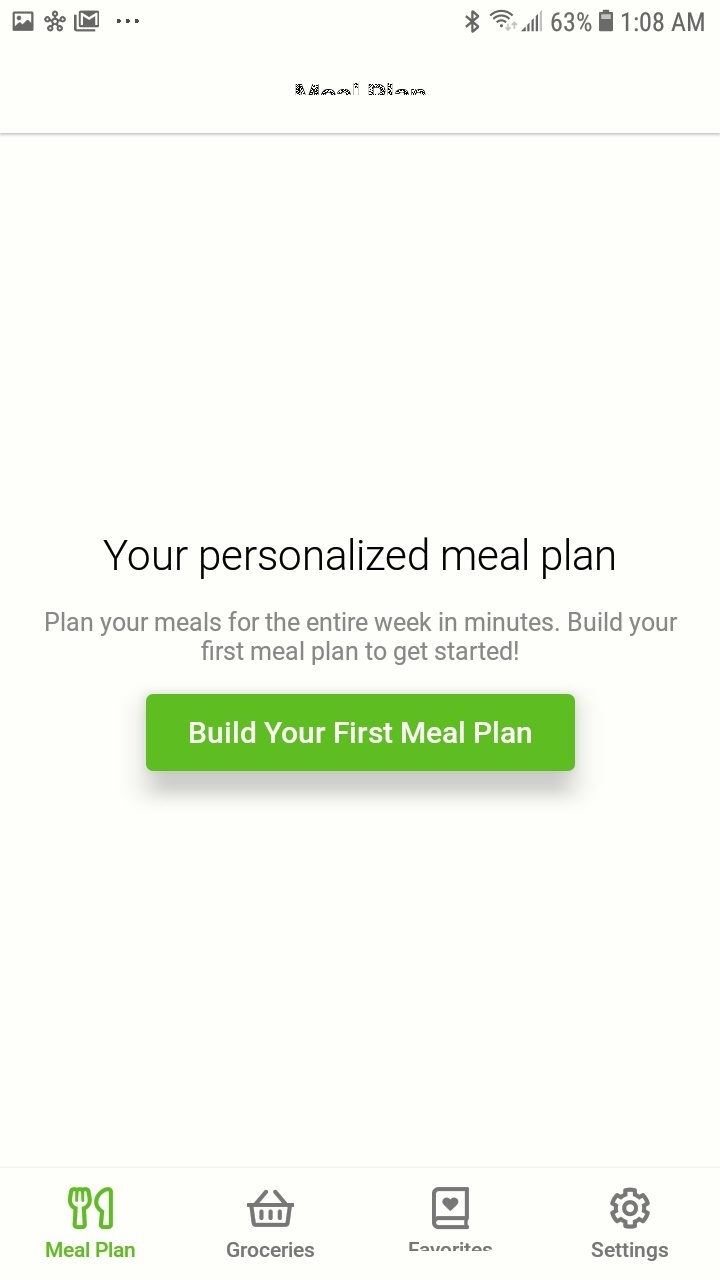 63% 1:08 AM
Meal Plan
Your personalized meal plan
Plan your meals for the entire week in minutes. Build your
first meal plan to get started!
Build Your First Meal Plan
Meal Plan Groceries Favorites Settings